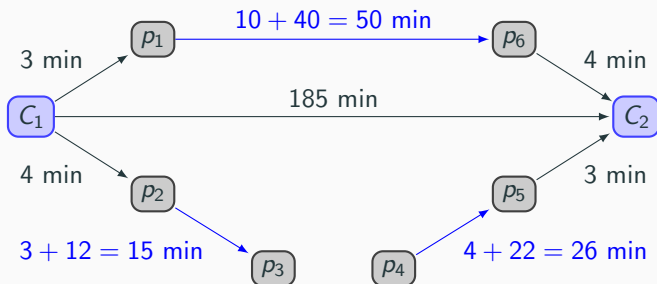 10 + 40 = 50 min
p₁
p₆
3 min
4 min
185 min
C₁
C₂
4 min
3 min
p₂
p₅
3 + 12 = 15 min
4 + 22 = 26 min
p₃
p₄